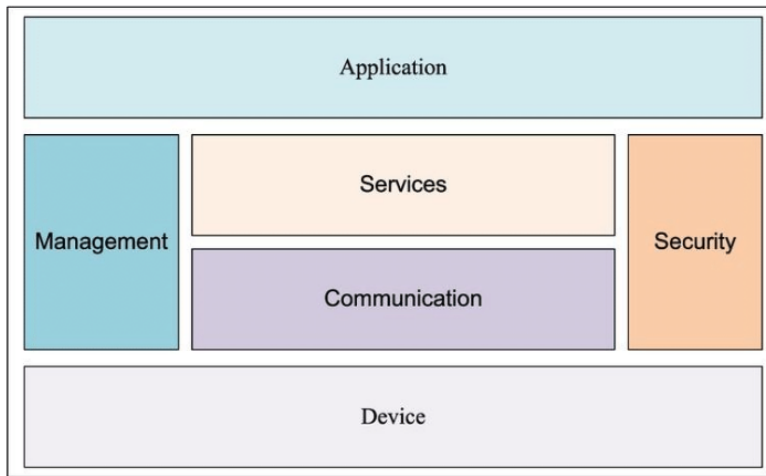 Application
Management
Services
Communication
Security
Device